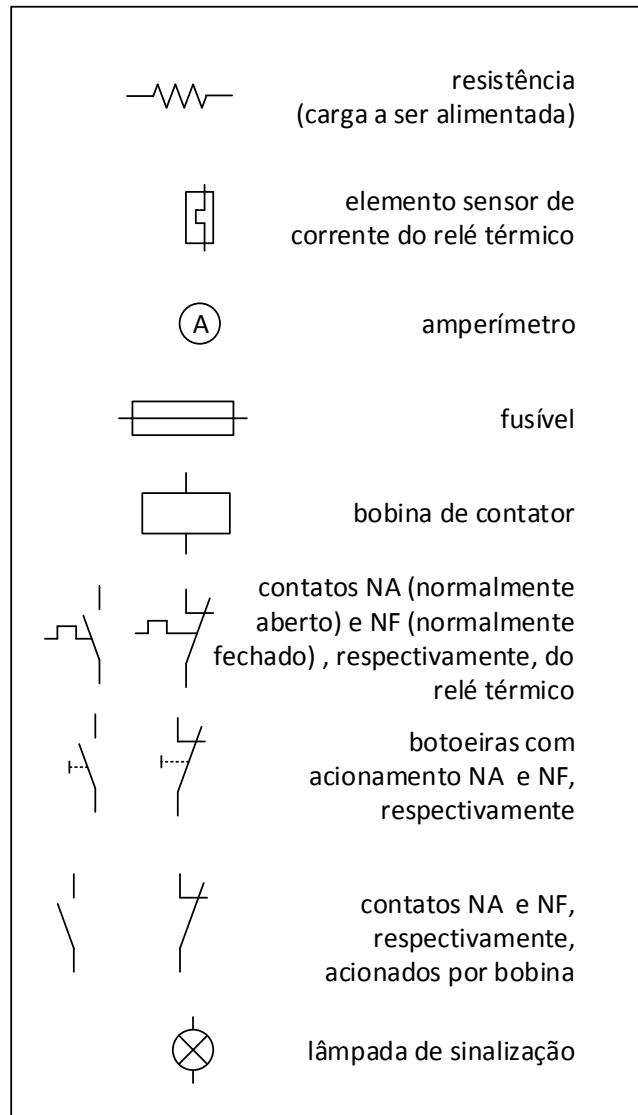 resistência
(carga a ser alimentada)
elemento sensor de
corrente do relé térmico
A
amperímetro
fusível
bobina de contator
contatos NA (normalmente
aberto) e NF (normalmente
fechado) , respectivamente, do
relé térmico
botoeiras com
acionamento NA e NF,
respectivamente
contatos NA e NF,
respectivamente,
acionados por bobina
lâmpada de sinalização